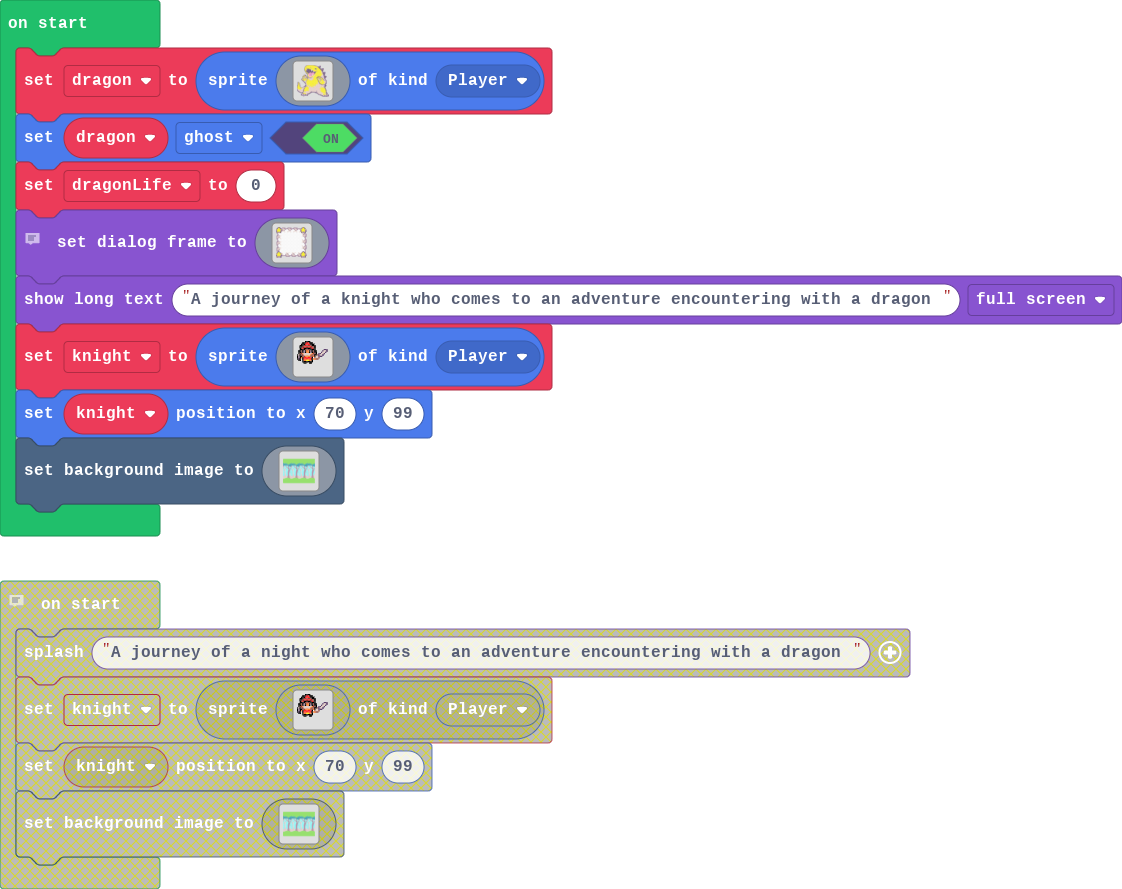 on start
set dragon to sprite of kind Player
set dragon ghost ON
set dragonLife to 0
set dialog frame to
show long text "A journey of a knight who comes to an adventure encountering with a dragon " full screen
set knight to sprite of kind Player
set knight position to x 70 y 99
set background image to
on start
splash "A journey of a night who comes to an adventure encountering with a dragon "
set knight to sprite of kind Player
set knight position to x 70 y 99
set background image to